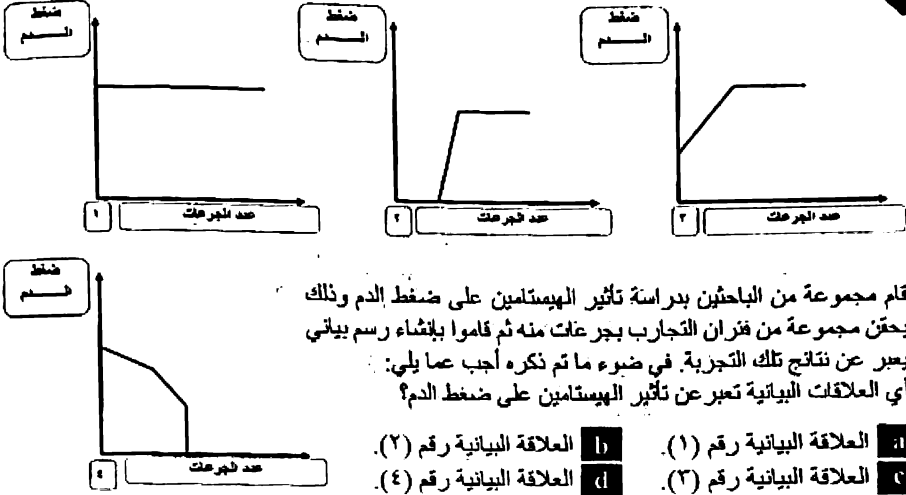 ضغط
الـــــدم
ضغط
الـــــدم
ضغط
الـــــدم
١
عدد الجرعات
٢
عدد الجرعات
٣
عدد الجرعات
ضغط
الـــــدم
قام مجموعة من الباحثين بدراسة تأثير الهيستامين على ضغط الدم وذلك
بحقن مجموعة من فئران التجارب بجرعات منه ثم قاموا بإنشاء رسم بياني
يعبر عن نتائج تلك التجربة. في ضوء ما تم ذكره أجب عما يلي:
أي العلاقات البيانية تعبر عن تأثير الهيستامين على ضغط الدم؟
a العلاقة البيانية رقم (١). b العلاقة البيانية رقم (٢).
c العلاقة البيانية رقم (٣). d العلاقة البيانية رقم (٤).
٤
عدد الجرعات